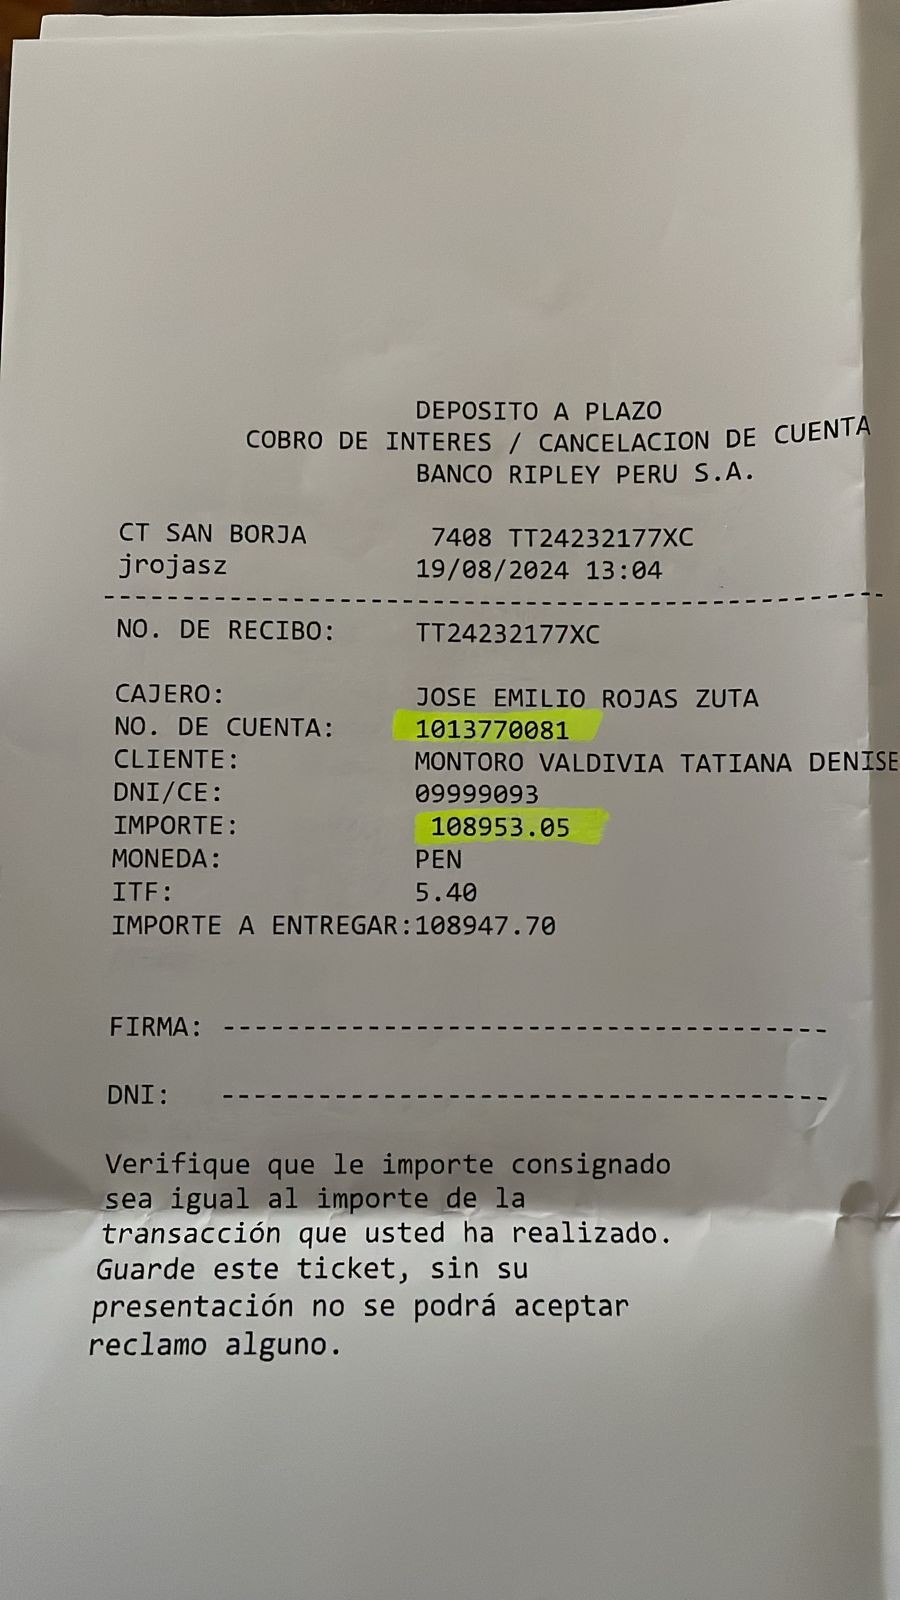 DEPOSITO A PLAZO
COBRO DE INTERES / CANCELACION DE CUENTA
BANCO RIPLEY PERU S.A.
CT SAN BORJA 7408 TT24232177XC
jrojasz 19/08/2024 13:04
NO. DE RECIBO: TT24232177XC
CAJERO: JOSE EMILIO ROJAS ZUTA
NO. DE CUENTA: 1013770081
CLIENTE: MONTORO VALDIVIA TATIANA DENISE
DNI/CE: 09999093
IMPORTE: 108953.05
MONEDA: PEN
ITF: 5.40
IMPORTE A ENTREGAR:108947.70
FIRMA: ---------------------------------------
DNI: ---------------------------------------
Verifique que le importe consignado
sea igual al importe de la
transacción que usted ha realizado.
Guarde este ticket, sin su
presentación no se podrá aceptar
reclamo alguno.